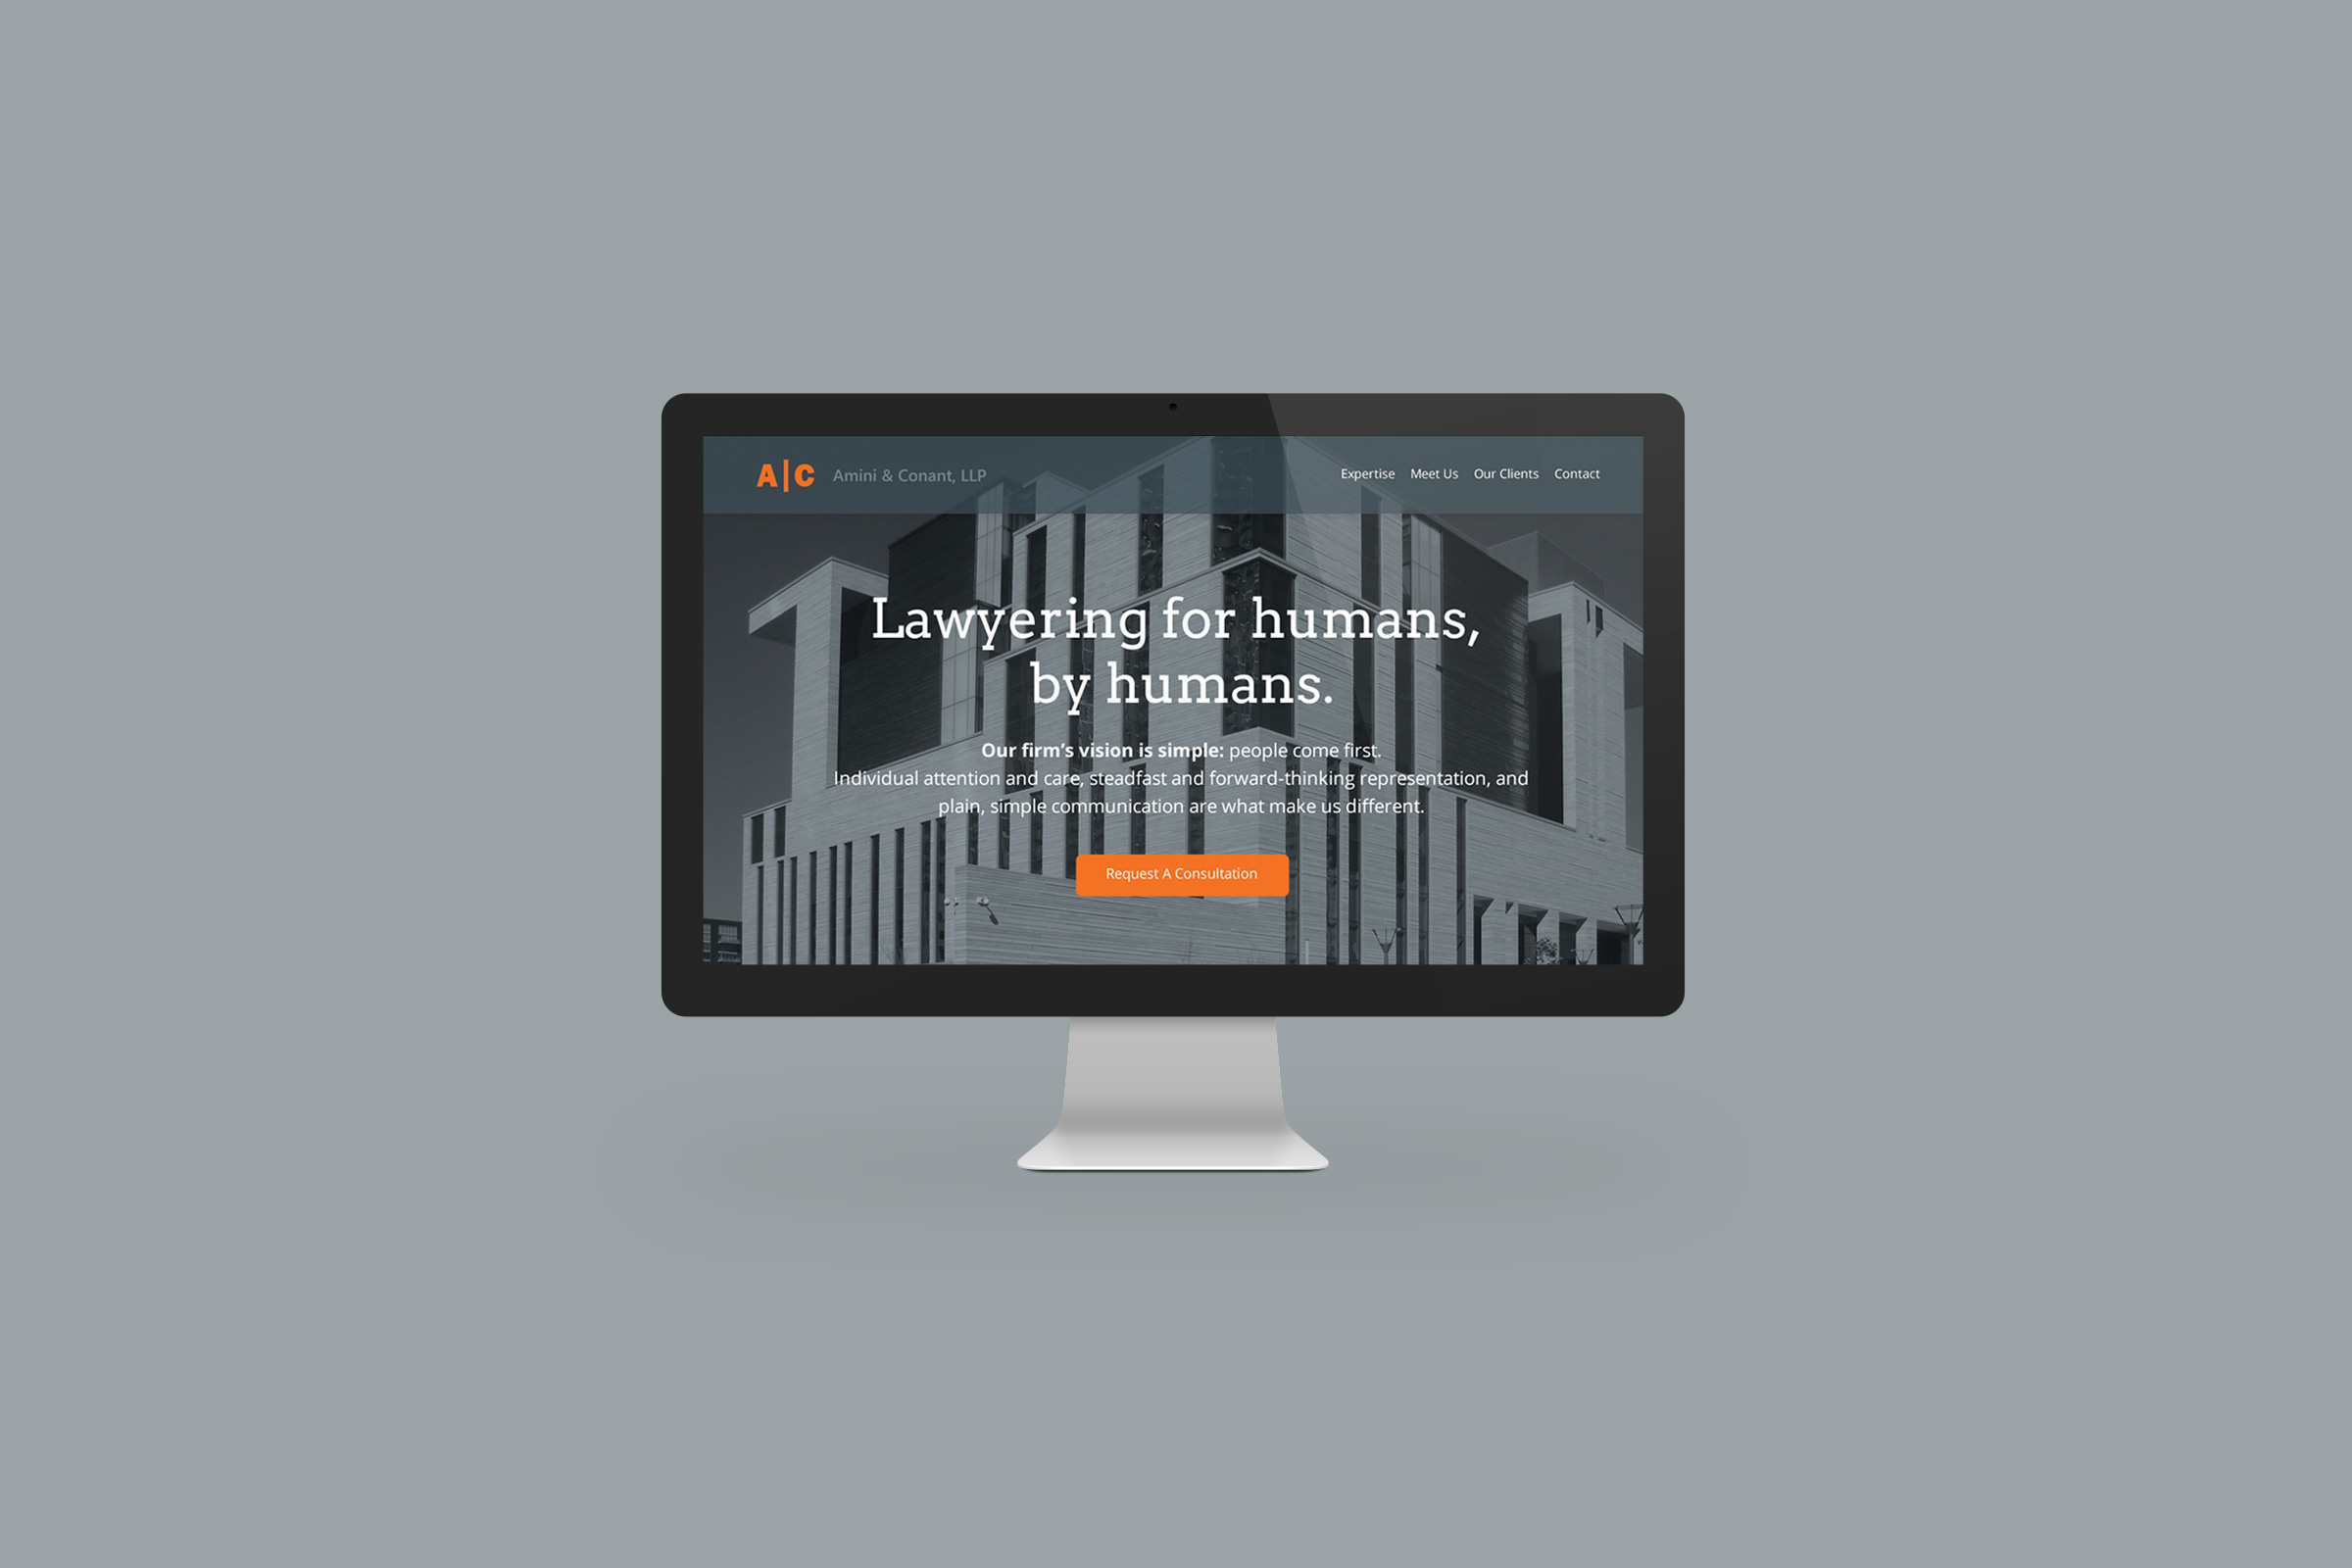 A|C Amini & Conant, LLP
Expertise Meet Us Our Clients Contact
Lawyering for humans,
by humans.
Our firm’s vision is simple: people come first.
Individual attention and care, steadfast and forward-thinking representation, and
plain, simple communication are what make us different.
Request A Consultation